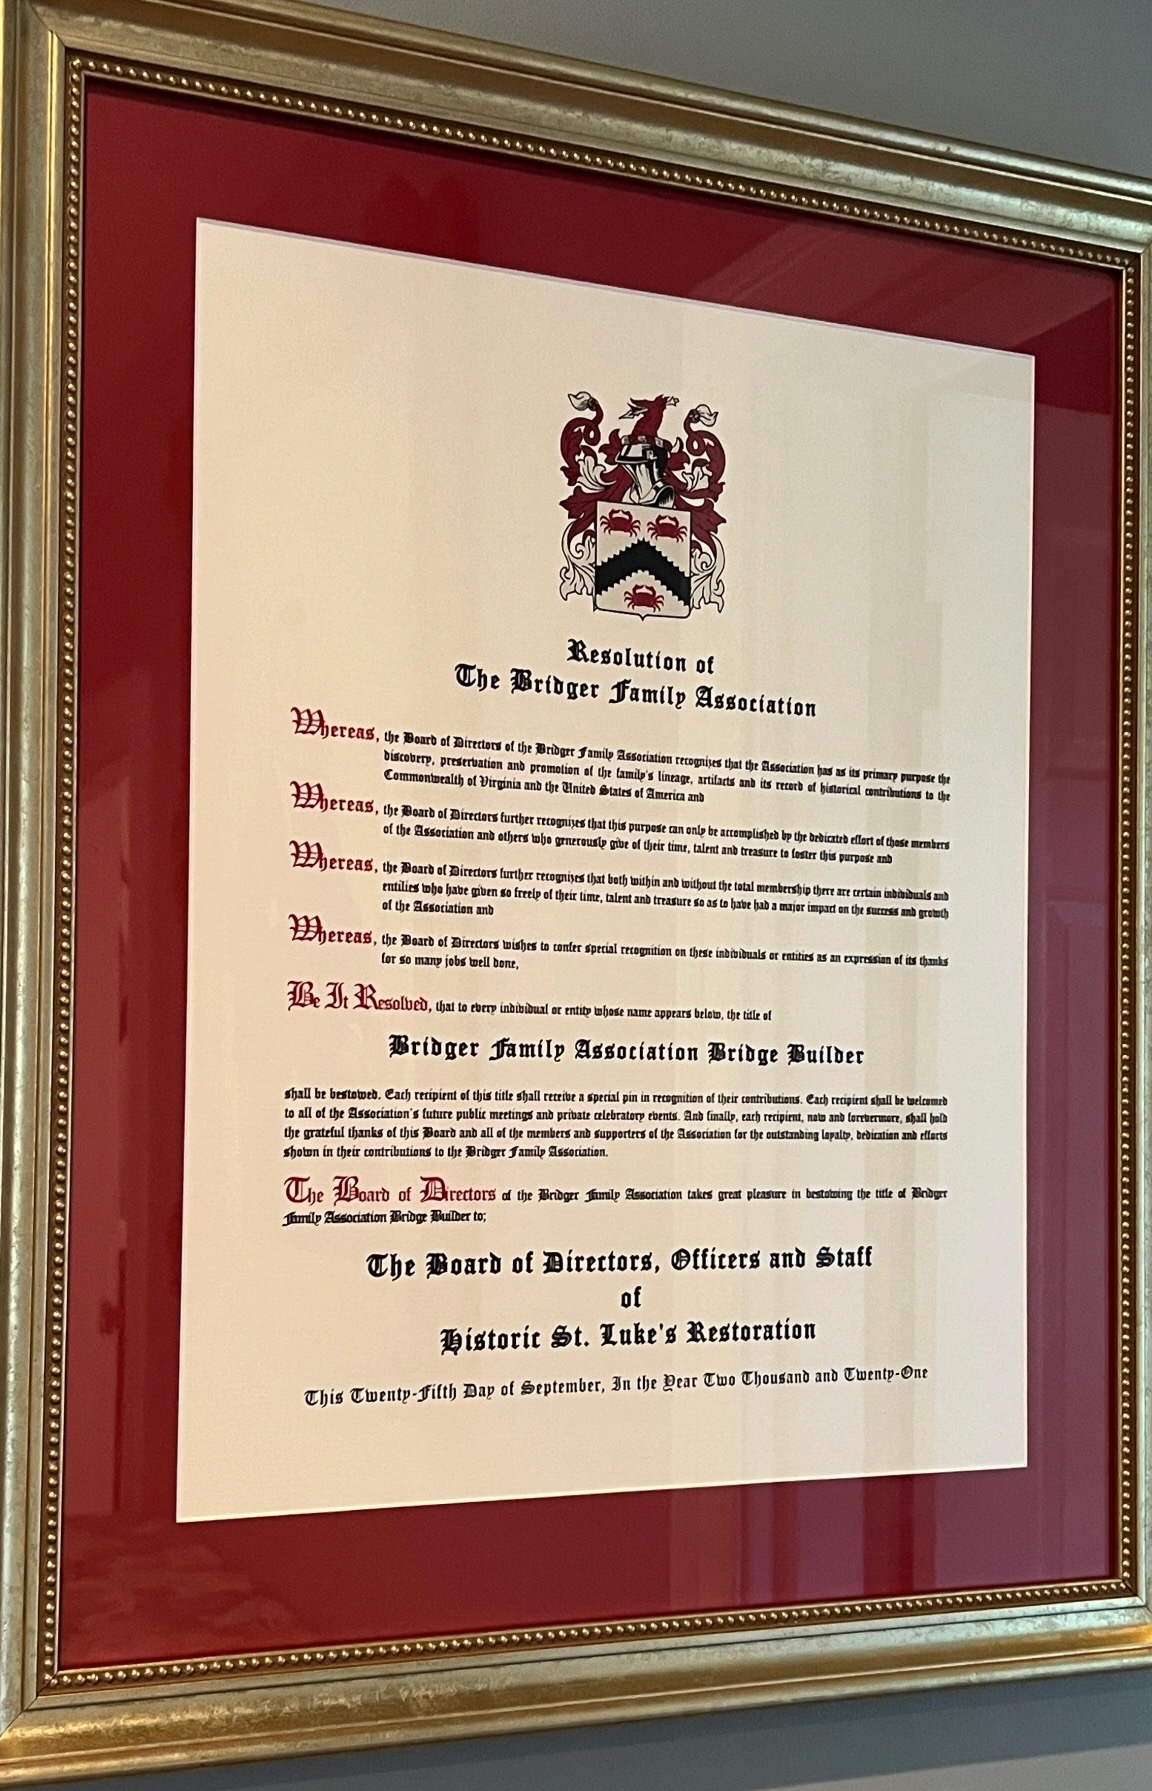 Resolution of
The Bridger Family Association
Whereas, the Board of Directors of the Bridger Family Association recognizes that the Association has as its primary purpose the
discovery, preservation and promotion of the family's lineage, artifacts and its record of historical contributions to the
Commonwealth of Virginia and the United States of America and
Whereas, the Board of Directors further recognizes that this purpose can only be accomplished by the dedicated effort of those members
of the Association and others who generously give of their time, talent and treasure to foster this purpose and
Whereas, the Board of Directors further recognizes that both within and without the total membership there are certain individuals and
entities who have given so freely of their time, talent and treasure so as to have had a major impact on the success and growth
of the Association and
Whereas, the Board of Directors wishes to confer special recognition on these individuals or entities as an expression of its thanks
for so many jobs well done,
Be It Resolved, that to every individual or entity whose name appears below, the title of
Bridger Family Association Bridge Builder
shall be bestowed. Each recipient of this title shall receive a special pin in recognition of their contributions. Each recipient shall be welcomed
to all of the Association's future public meetings and private celebratory events. And finally, each recipient, now and forevermore, shall hold
the grateful thanks of this Board and all of the members and supporters of the Association for the outstanding loyalty, dedication and efforts
shown in their contributions to the Bridger Family Association.
The Board of Directors of the Bridger Family Association takes great pleasure in bestowing the title of Bridger
Family Association Bridge Builder to;
The Board of Directors, Officers and Staff
of
Historic St. Luke's Restoration
This Twenty-Fifth Day of September, In the Year Two Thousand and Twenty-One